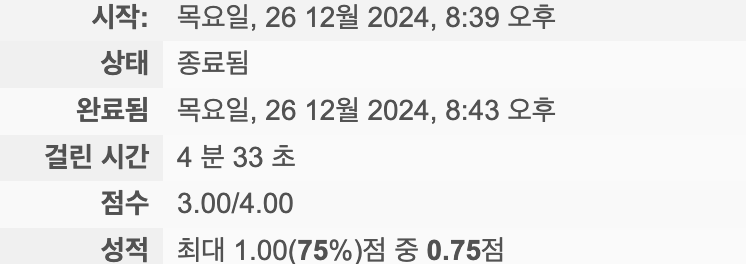 시작: 목요일, 26 12월 2024, 8:39 오후
상태 종료됨
완료됨 목요일, 26 12월 2024, 8:43 오후
걸린 시간 4 분 33 초
점수 3.00/4.00
성적 최대 1.00(75%)점 중 0.75점